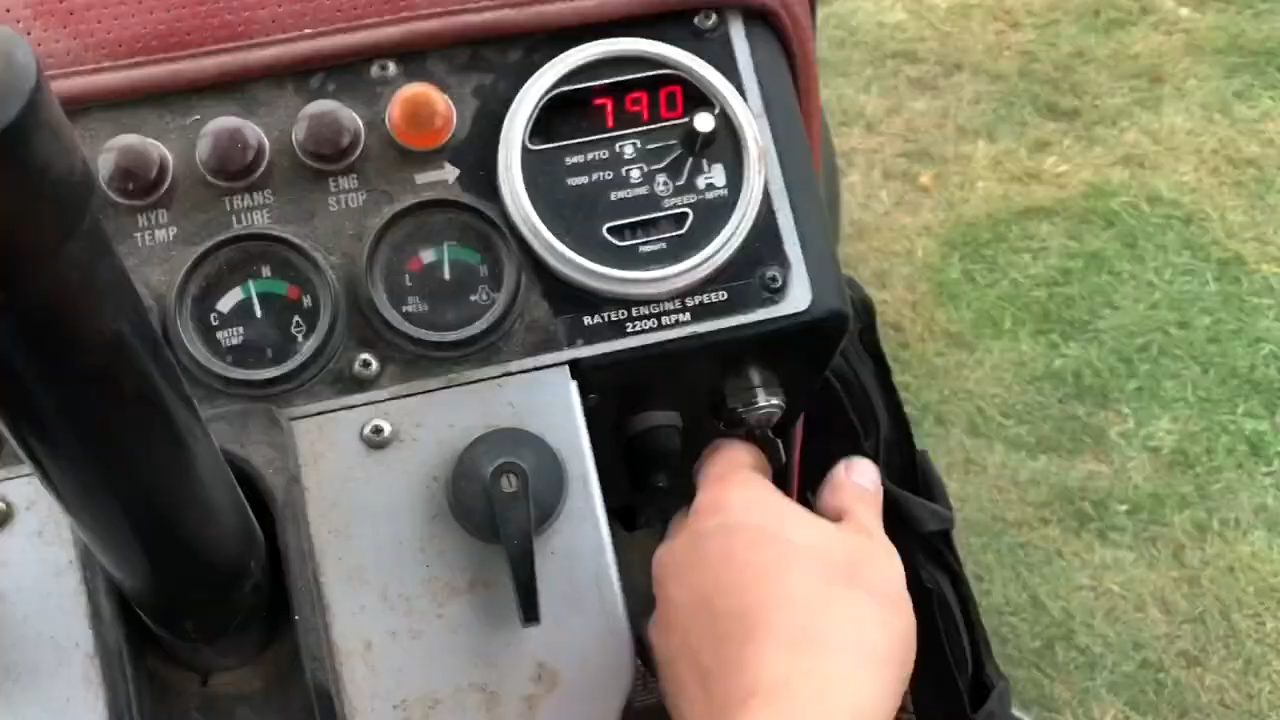 790
540 PTO
1000 PTO
ENGINE
SPEED-MPH
HOURS
RATED ENGINE SPEED
2200 RPM
HYD
TEMP
TRANS
LUBE
ENG
STOP
C N H
WATER
TEMP
L H
OIL
PRESS